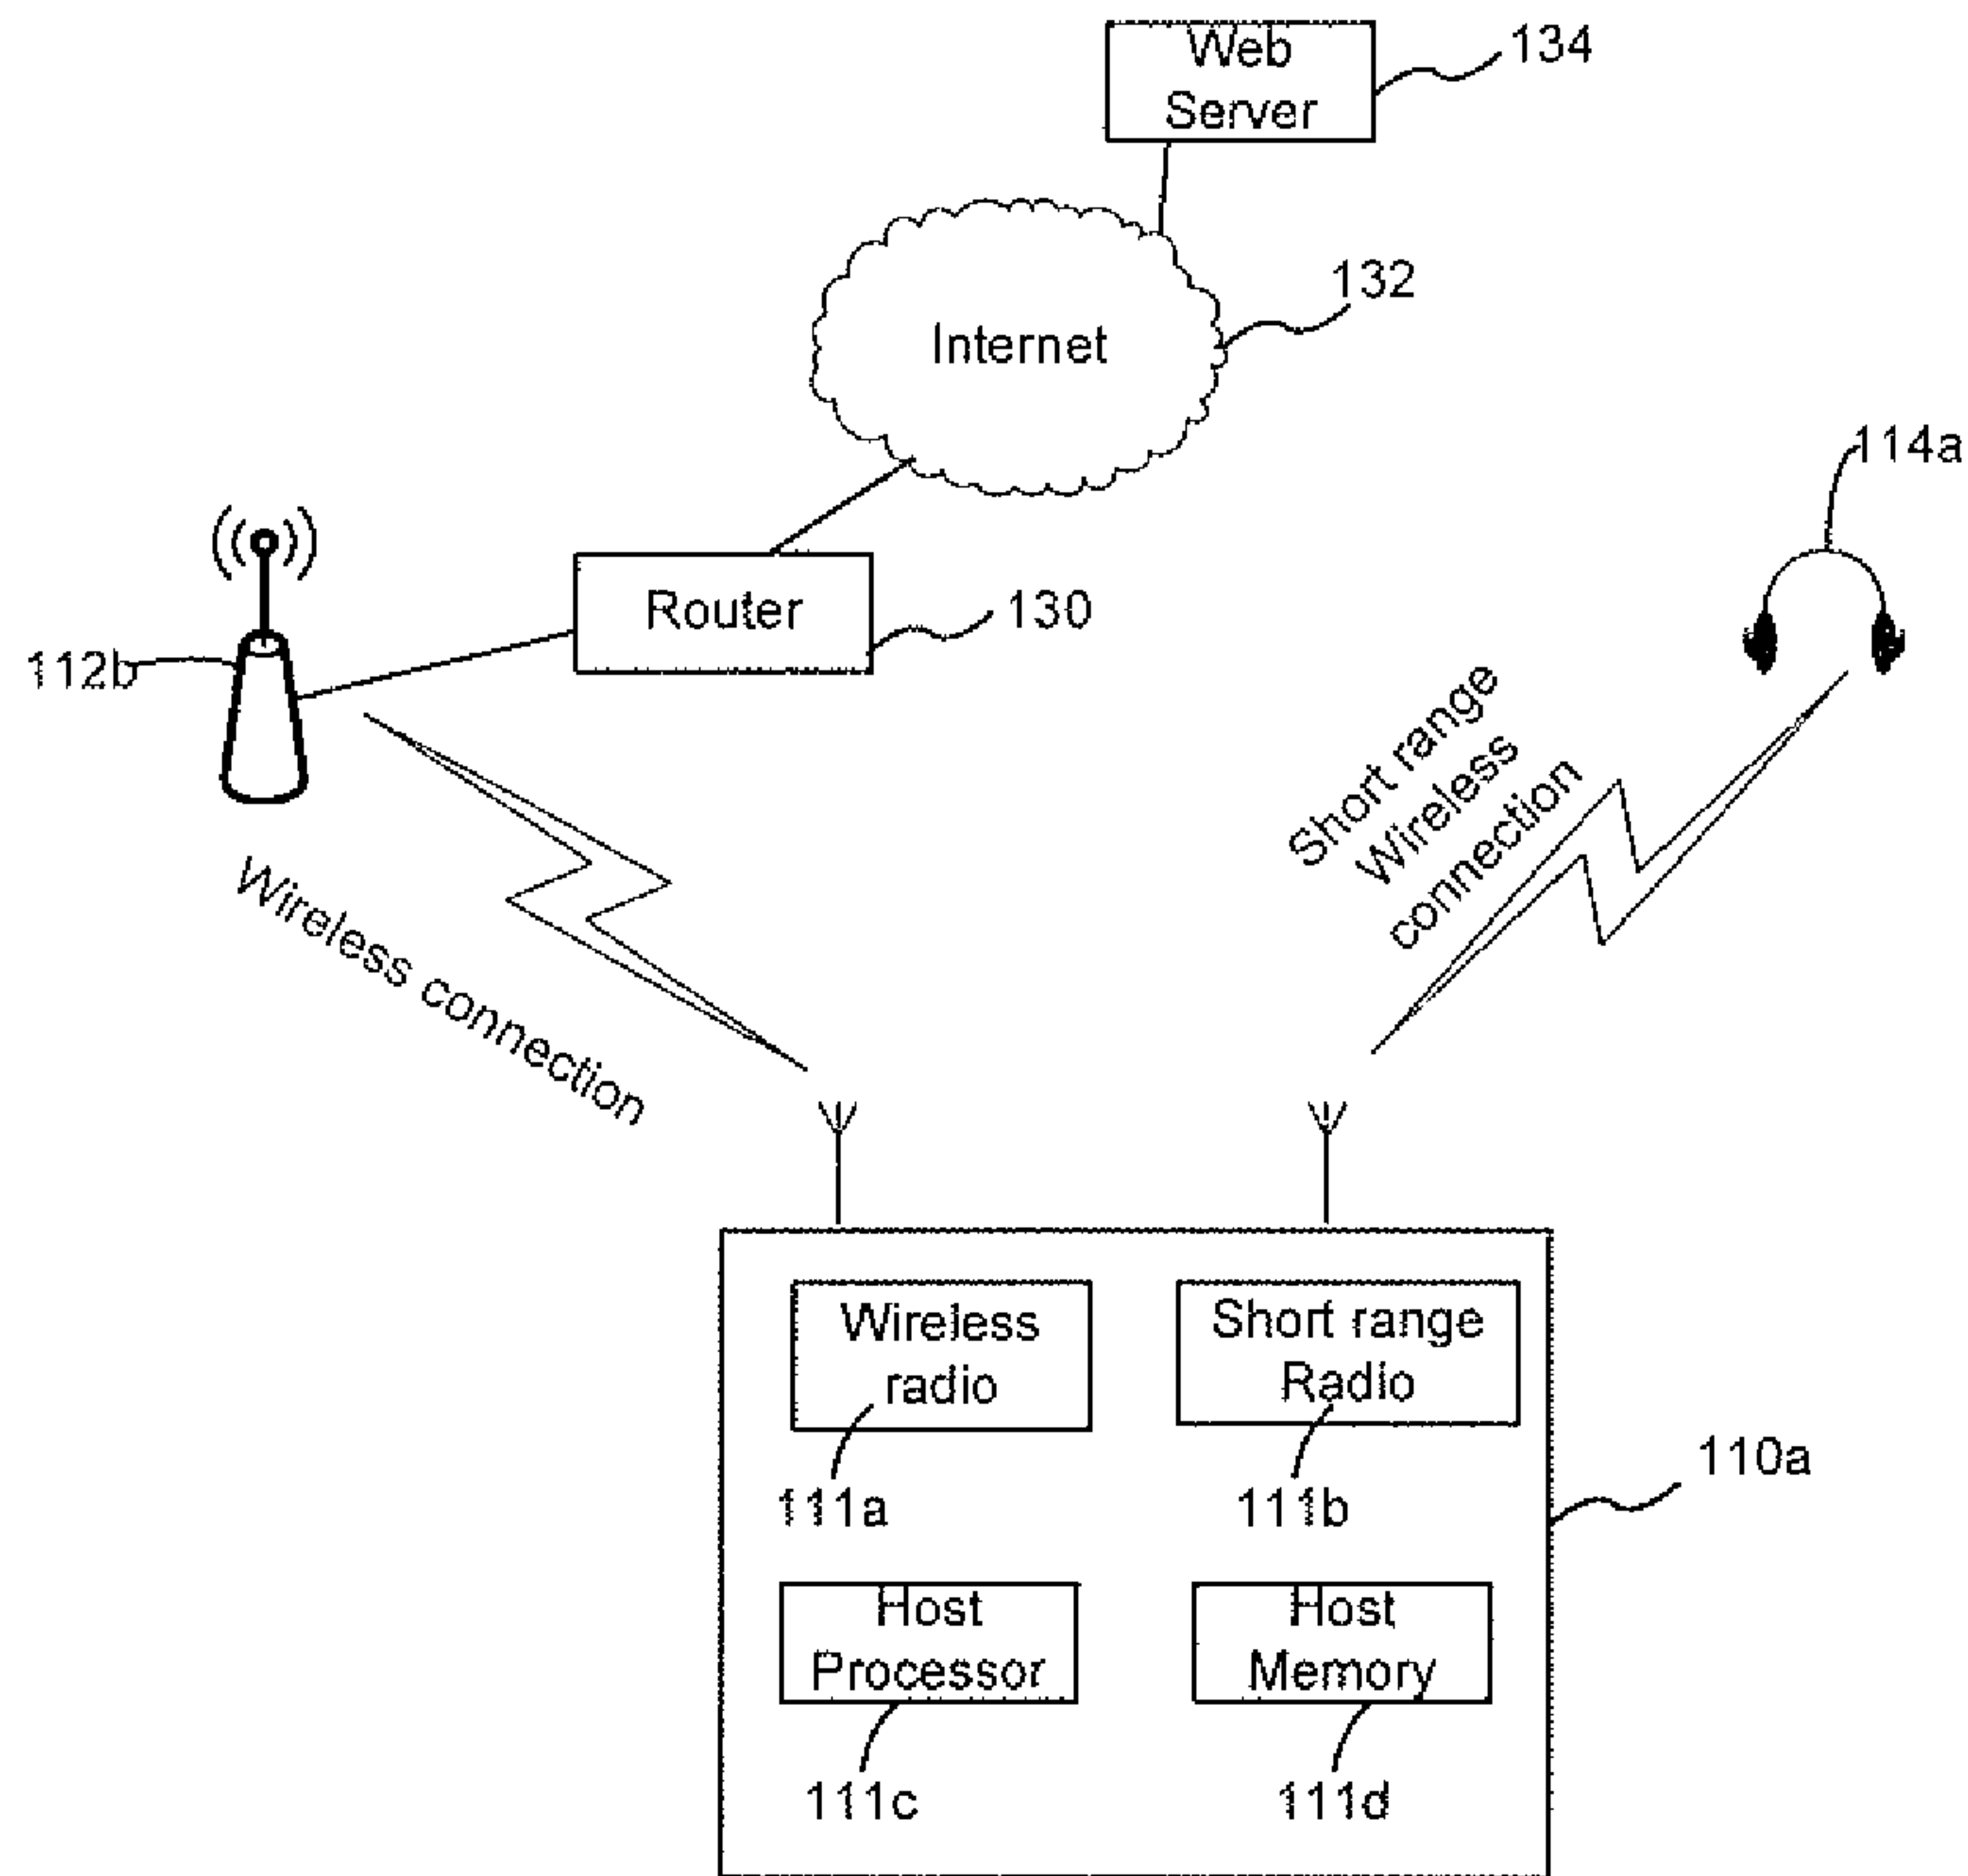 Web
Server
134
132
Internet
114a
Router
130
112b
Short range
Wireless
connection
Wireless connection
Wireless
radio
Short range
Radio
111a
111b
110a
Host
Processor
Host
Memory
111c
111d